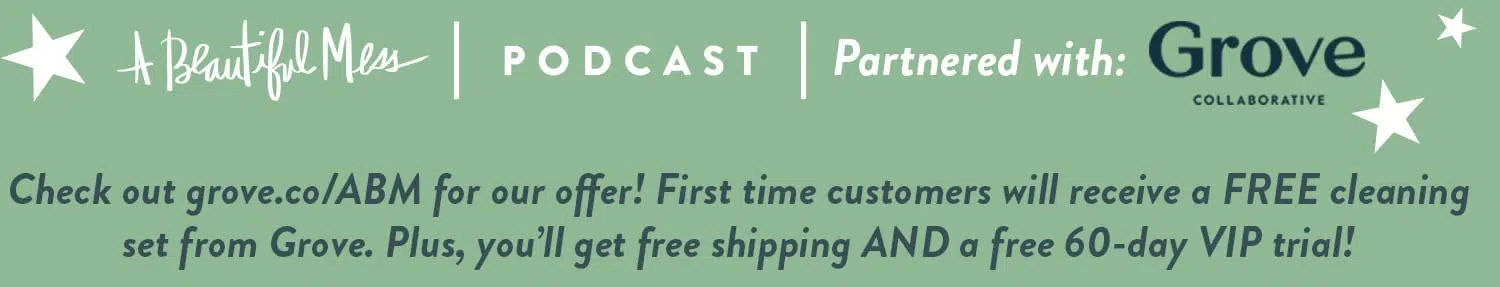 A Beautiful Mess | PODCAST | Partnered with: Grove
COLLABORATIVE
Check out grove.co/ABM for our offer! First time customers will receive a FREE cleaning
set from Grove. Plus, you'll get free shipping AND a free 60-day VIP trial!